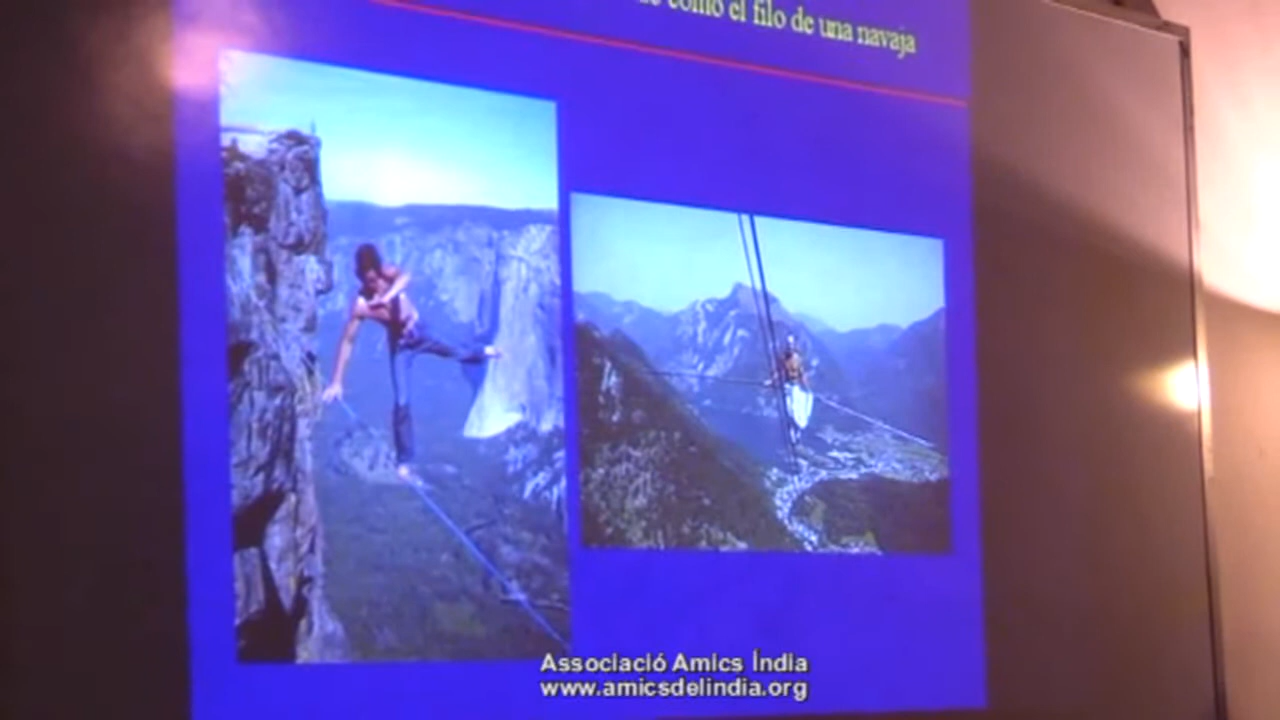 como el filo de una navaja
Associació Amics Índia
www.amicsdelindia.org